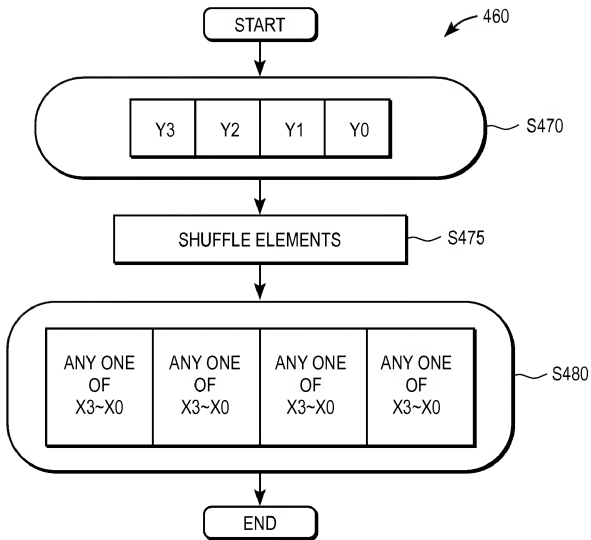 START
460
Y3 Y2 Y1 Y0
S470
SHUFFLE ELEMENTS
S475
ANY ONE OF X3~X0
ANY ONE OF X3~X0
ANY ONE OF X3~X0
ANY ONE OF X3~X0
S480
END